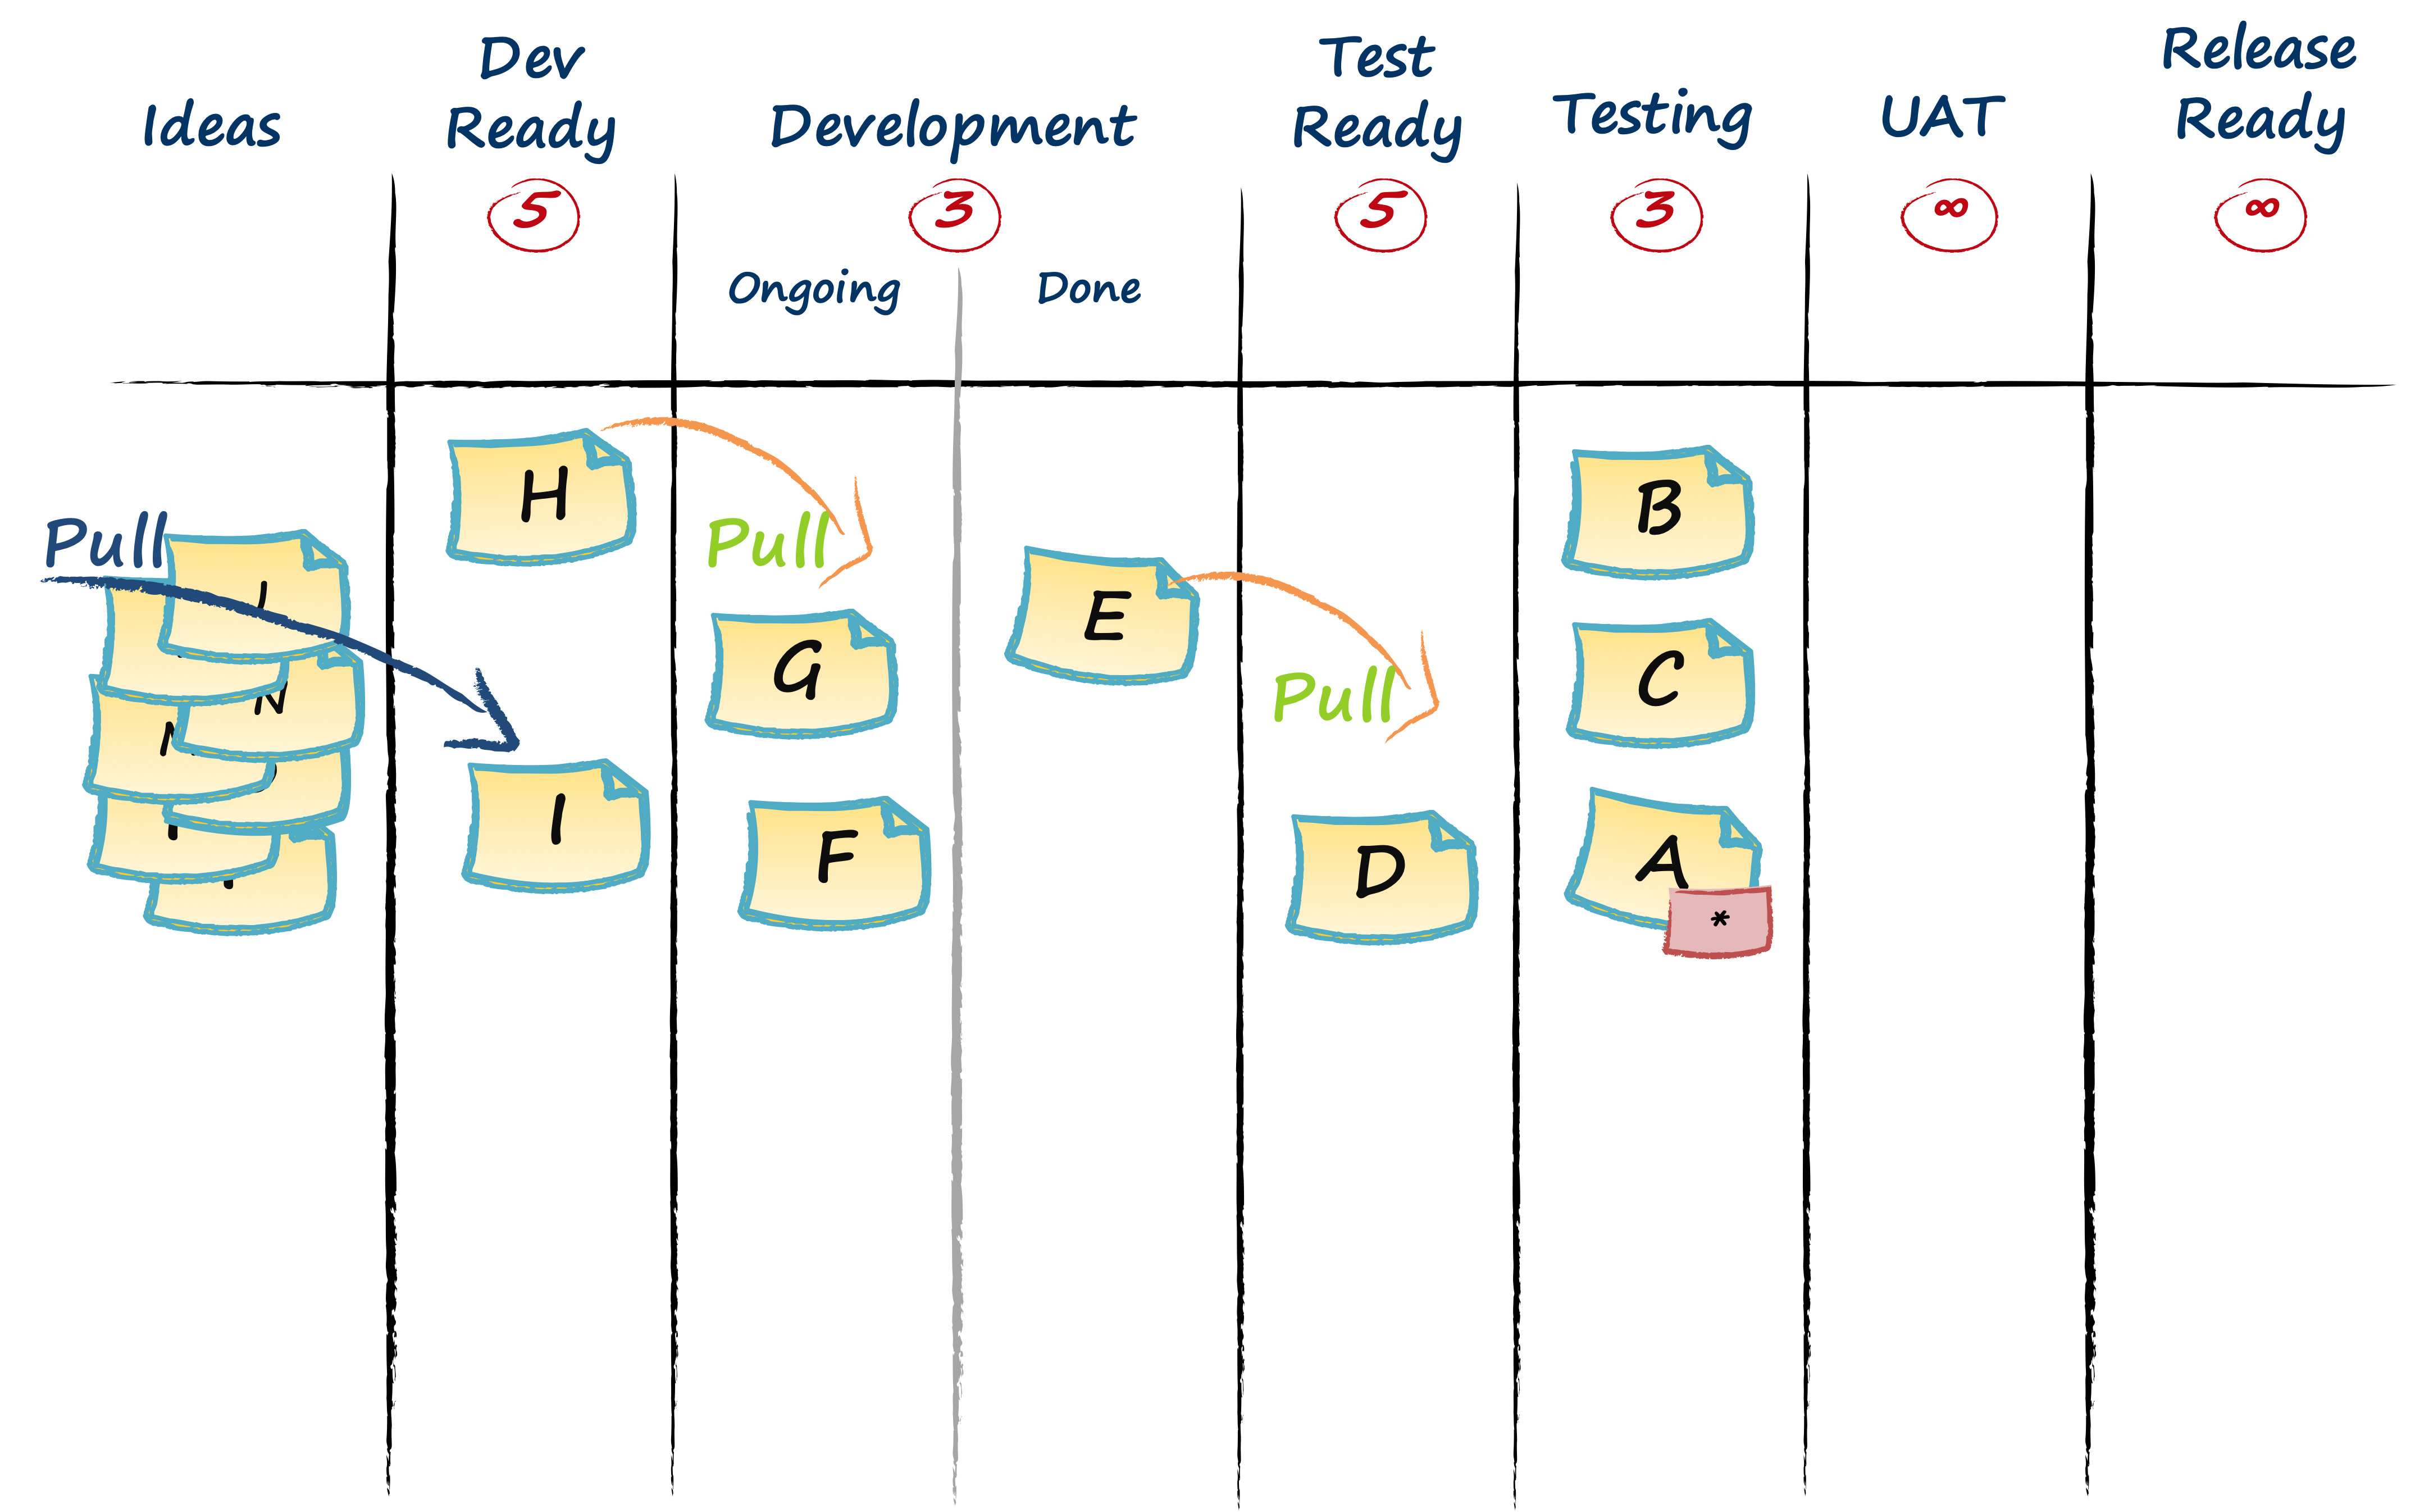 Ideas
Dev
Ready
5
Development
3
Ongoing
Done
Test
Ready
5
Testing
3
UAT
∞
Release
Ready
∞
Pull
N
H
I
Pull
G
F
E
Pull
D
B
C
A
*